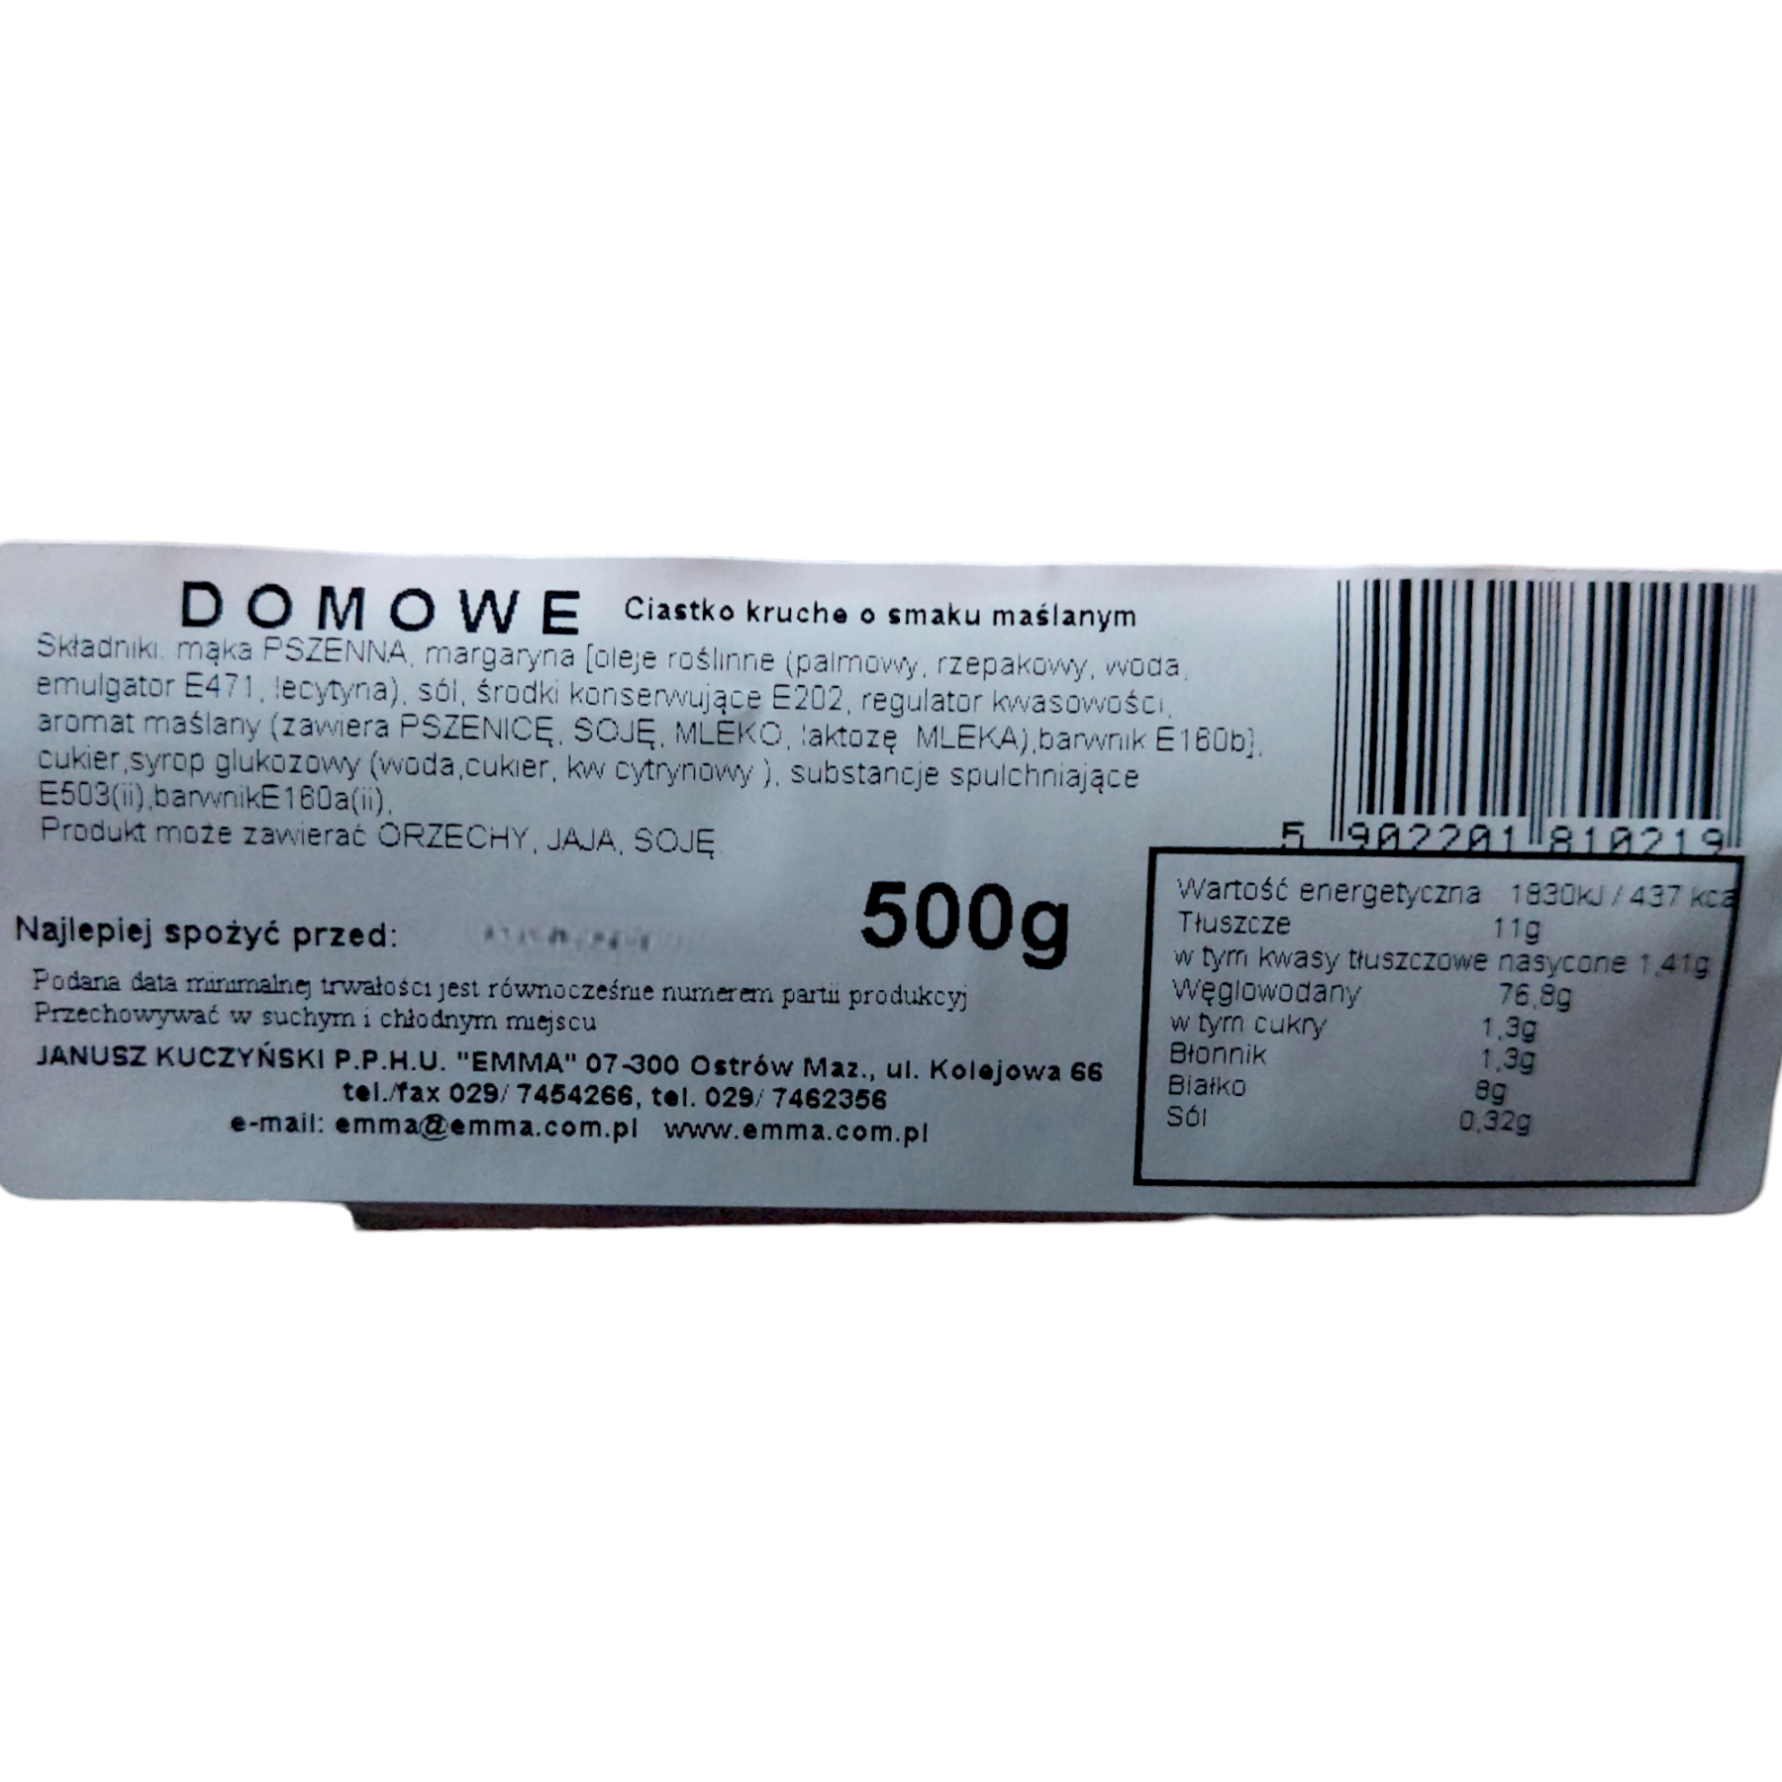 DOMOWE Ciastko kruche o smaku maślanym
Składniki. mąka PSZENNA, margaryna [oleje roślinne (palmowy, rzepakowy, woda,
emulgator E471, lecytyna), sól, środki konserwujące E202, regulator kwasowości,
aromat maślany (zawiera PSZENICĘ, SOJĘ, MLEKO, laktozę MLEKA),barwnik E160b],
cukier,syrop glukozowy (woda,cukier, kw cytrynowy ), substancje spulchniające
E503(ii),barwnikE160a(ii),
Produkt może zawierać ORZECHY, JAJA, SOJĘ.
Najlepiej spożyć przed:
500g
Podana data minimalnej trwałości jest równocześnie numerem partii produkcyj
Przechowywać w suchym i chłodnym miejscu
JANUSZ KUCZYŃSKI P.P.H.U. "EMMA" 07-300 Ostrów Maz., ul. Kolejowa 66
tel./fax 029/ 7454266, tel. 029/ 7462356
e-mail: emma@emma.com.pl www.emma.com.pl
5 902201 810219
Wartość energetyczna 1830kJ / 437 kca
Tłuszcze 11g
w tym kwasy tłuszczowe nasycone 1,41g
Węglowodany 76,8g
w tym cukry 1,3g
Błonnik 1,3g
Białko 8g
Sól 0,32g